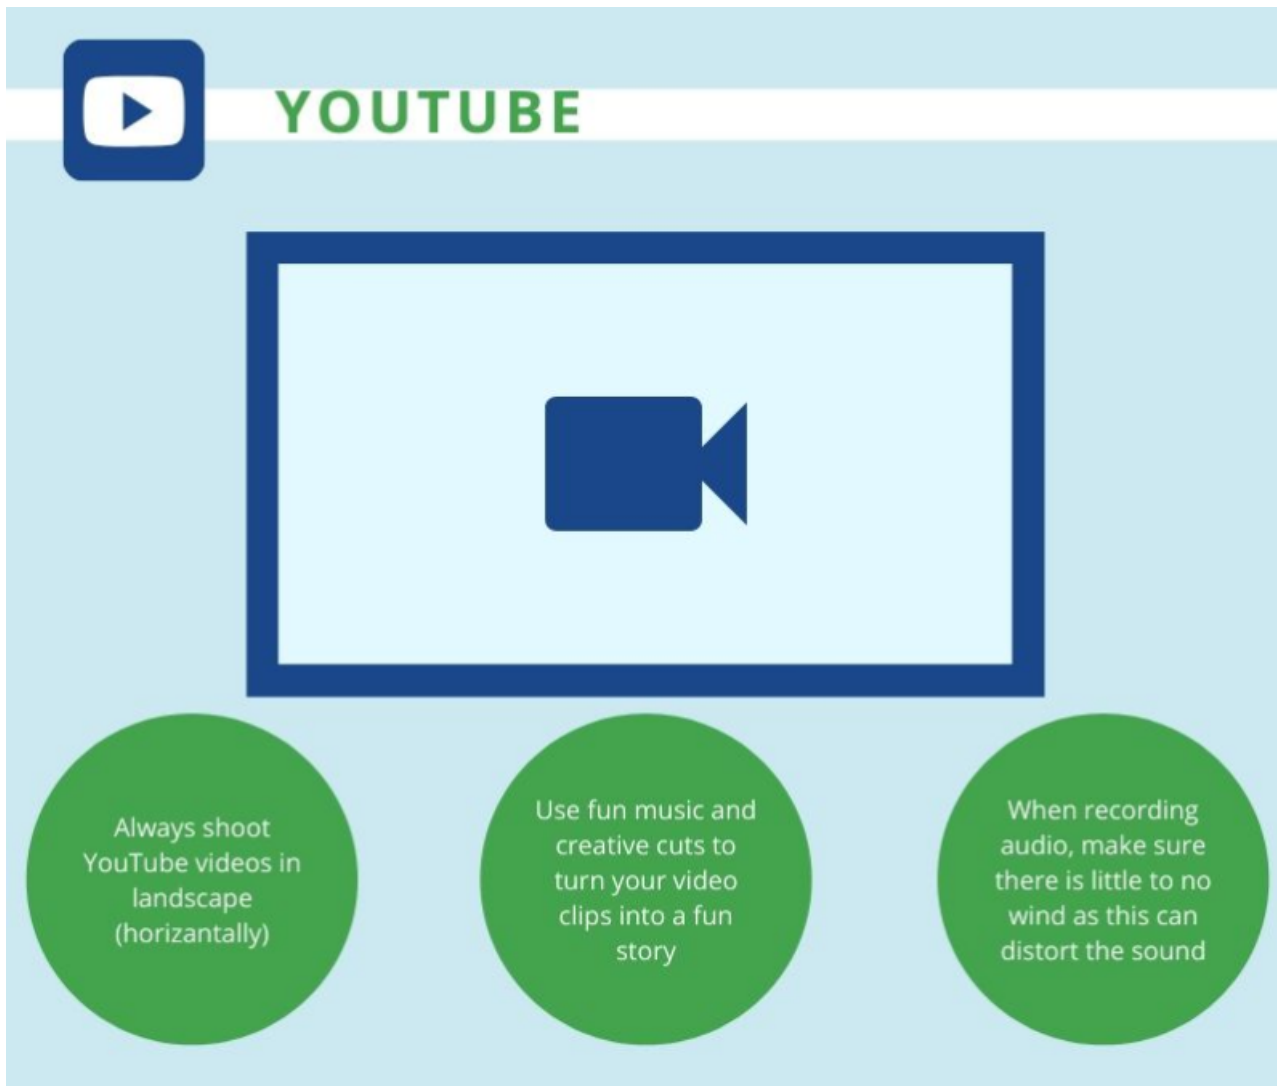 YOUTUBE
Always shoot
YouTube videos in
landscape
(horizantally)
Use fun music and
creative cuts to
turn your video
clips into a fun
story
When recording
audio, make sure
there is little to no
wind as this can
distort the sound